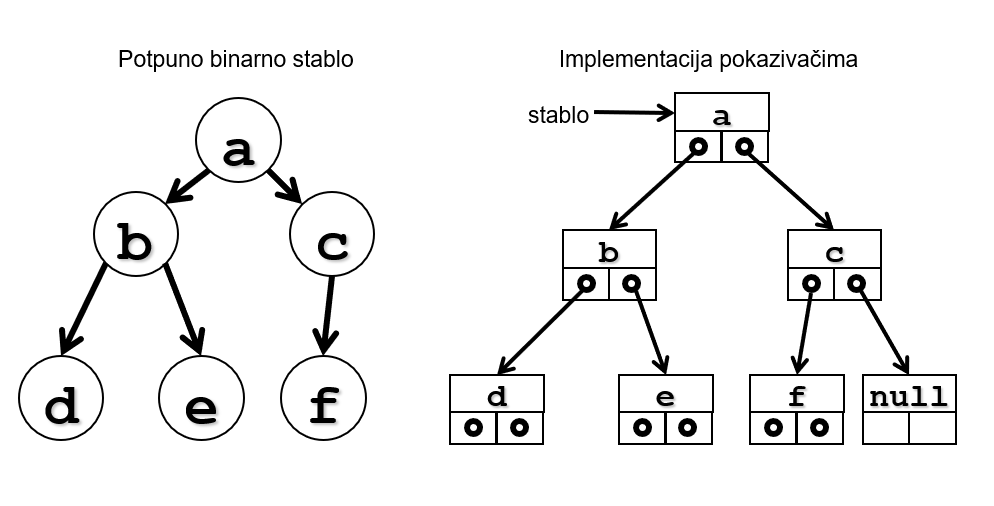 Potpuno binarno stablo
a
b
c
d
e
f
Implementacija pokazivačima
stablo
a
b
c
d
e
f
null